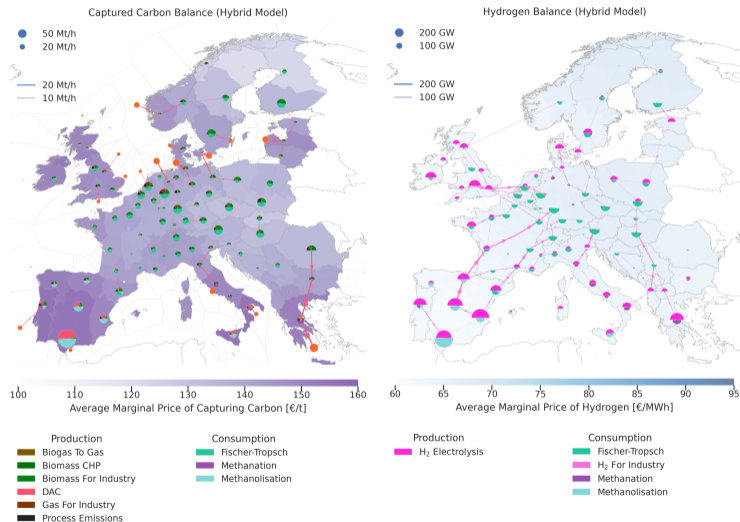 Captured Carbon Balance (Hybrid Model)
50 Mt/h
20 Mt/h
20 Mt/h
10 Mt/h
100 110 120 130 140 150 160
Average Marginal Price of Capturing Carbon [€/t]
Production
Biogas To Gas
Biomass CHP
Biomass For Industry
DAC
Gas For Industry
Process Emissions
Consumption
Fischer-Tropsch
Methanation
Methanolisation
Hydrogen Balance (Hybrid Model)
200 GW
100 GW
200 GW
100 GW
60 65 70 75 80 85 90 95
Average Marginal Price of Hydrogen [€/MWh]
Production
H₂ Electrolysis
Consumption
Fischer-Tropsch
H₂ For Industry
Methanation
Methanolisation